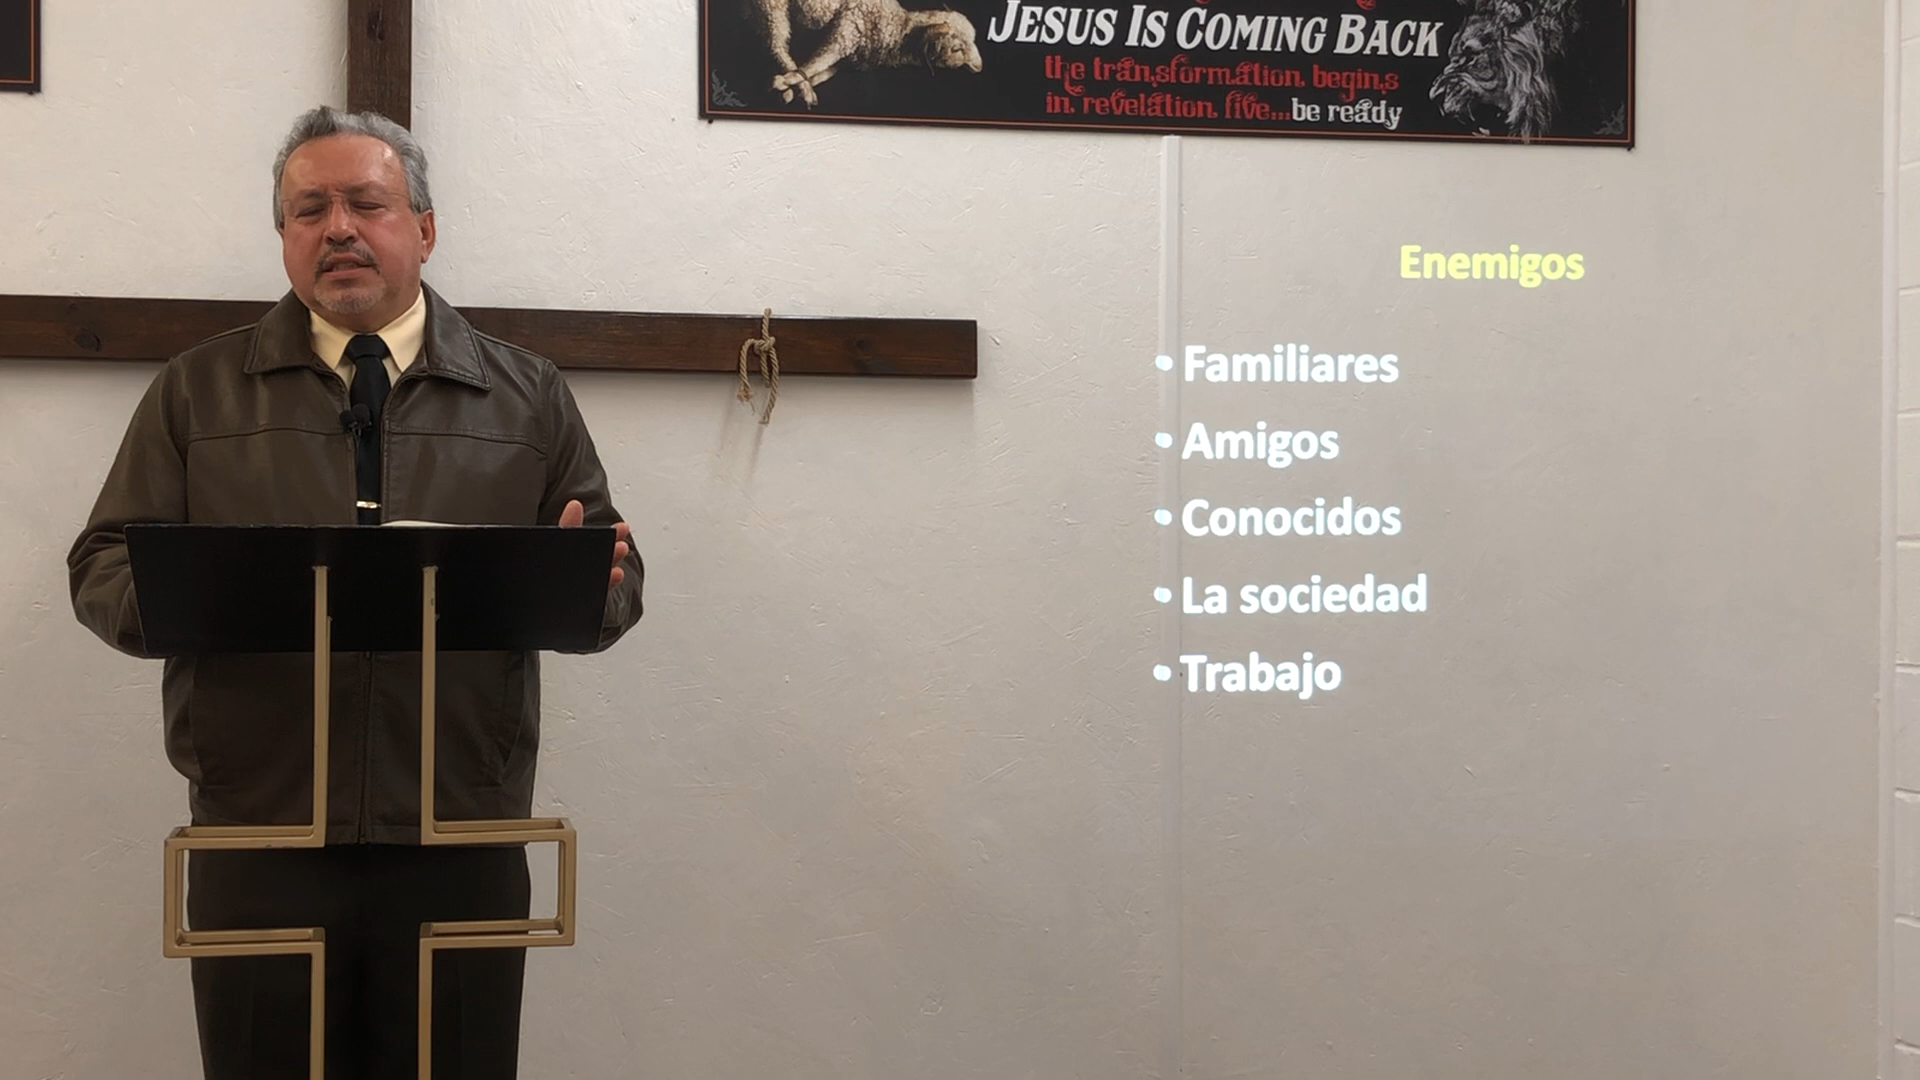 JESUS IS COMING BACK
the transformation begins
in revelation five...be ready
Enemigos
• Familiares
• Amigos
• Conocidos
• La sociedad
• Trabajo